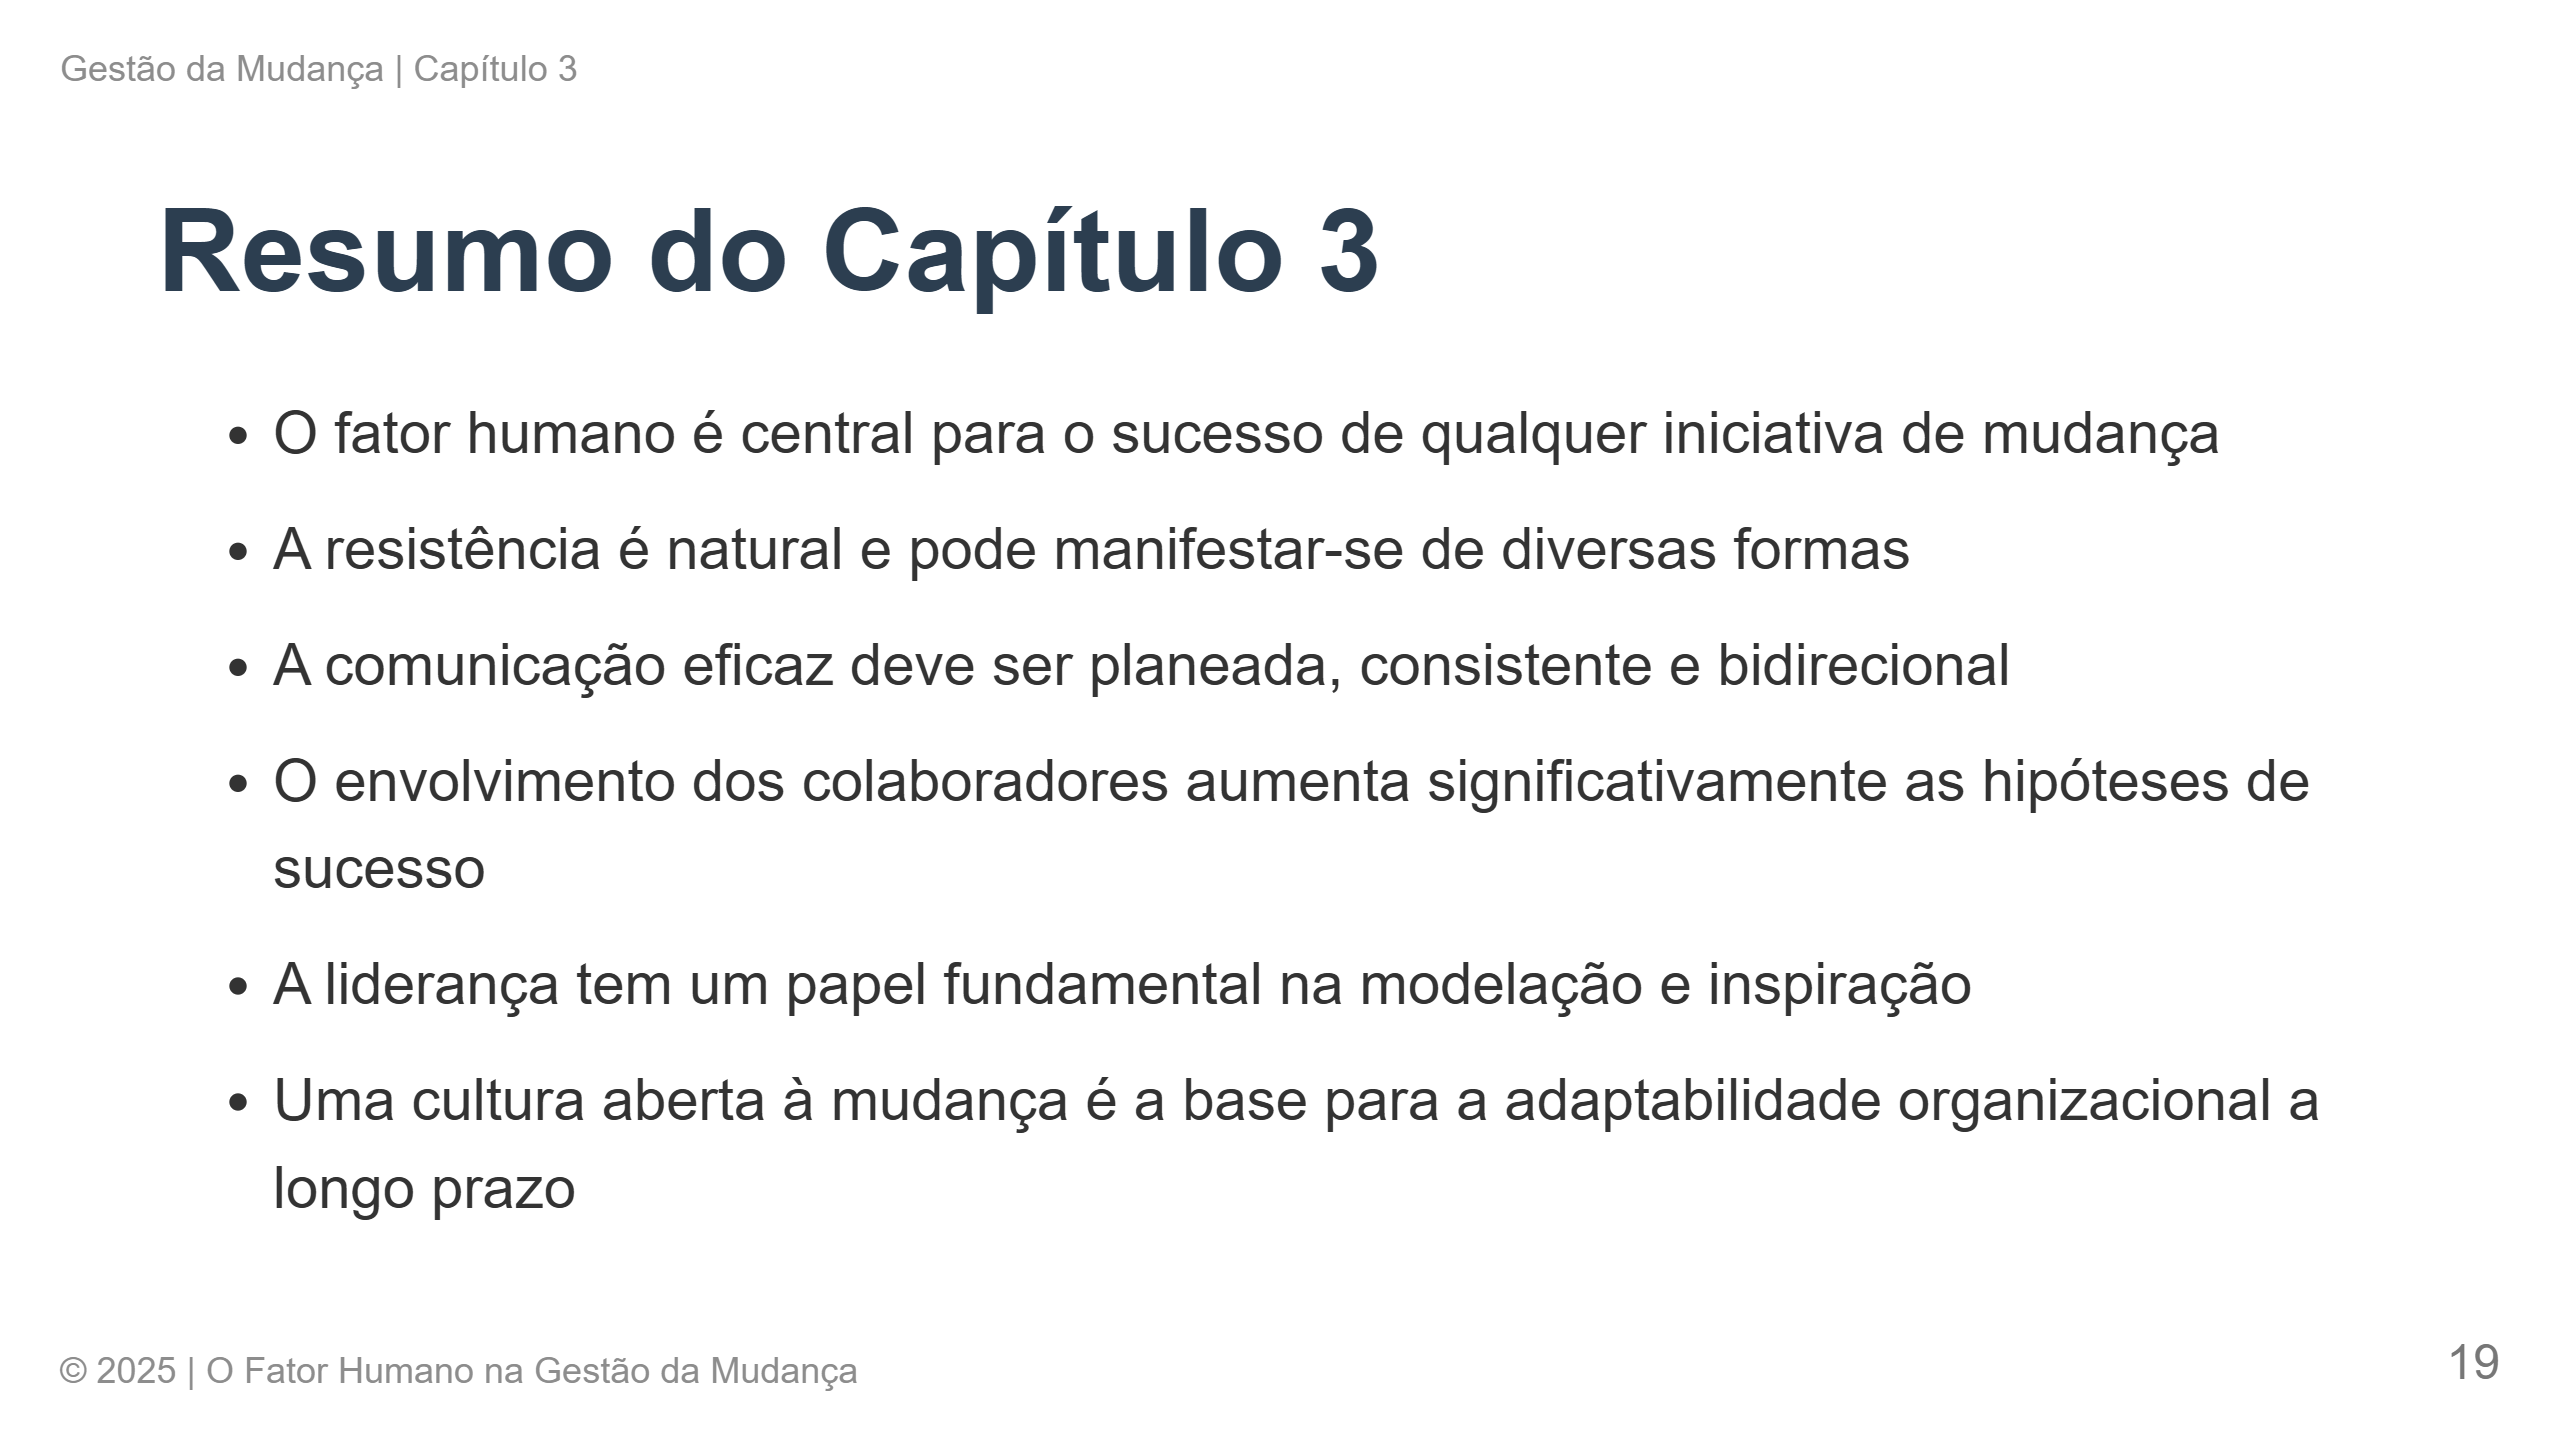 Gestão da Mudança | Capítulo 3
Resumo do Capítulo 3
• O fator humano é central para o sucesso de qualquer iniciativa de mudança
• A resistência é natural e pode manifestar-se de diversas formas
• A comunicação eficaz deve ser planeada, consistente e bidirecional
• O envolvimento dos colaboradores aumenta significativamente as hipóteses de
sucesso
• A liderança tem um papel fundamental na modelação e inspiração
• Uma cultura aberta à mudança é a base para a adaptabilidade organizacional a
longo prazo
© 2025 | O Fator Humano na Gestão da Mudança
19